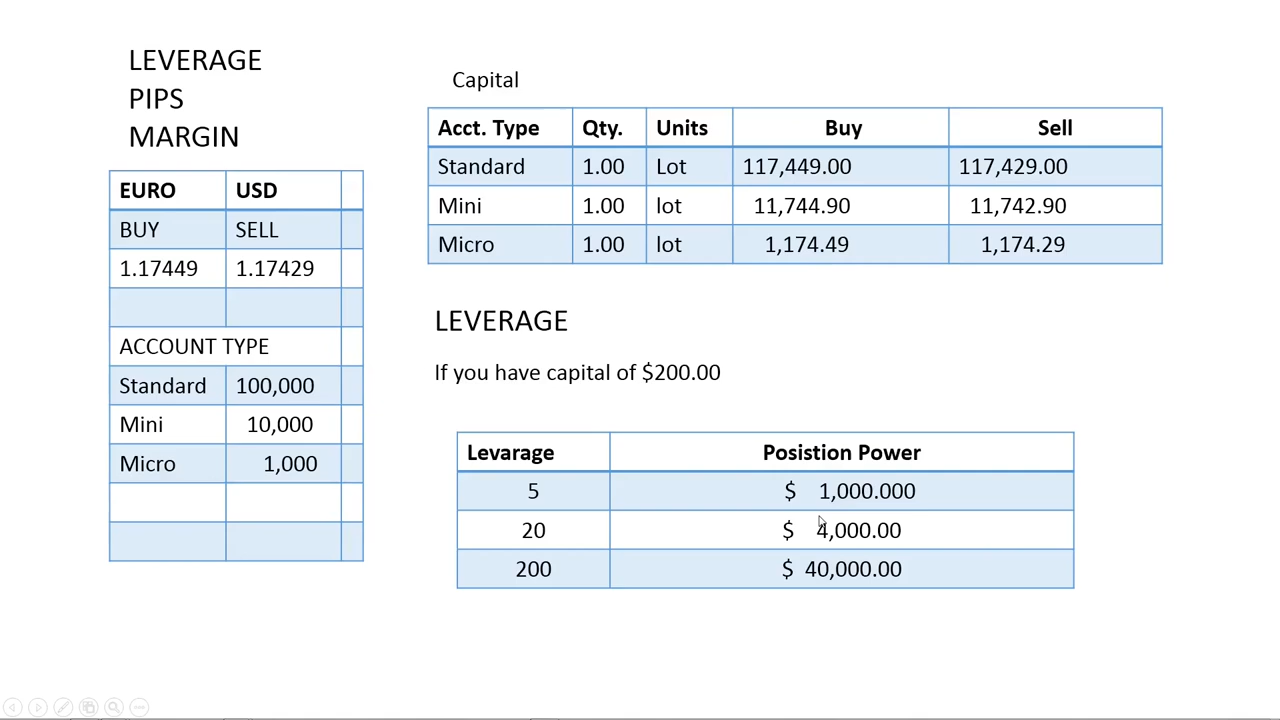 LEVERAGE
PIPS
MARGIN
EURO USD
BUY SELL
1.17449 1.17429
ACCOUNT TYPE
Standard 100,000
Mini 10,000
Micro 1,000
Capital
Acct. Type Qty. Units Buy Sell
Standard 1.00 Lot 117,449.00 117,429.00
Mini 1.00 lot 11,744.90 11,742.90
Micro 1.00 lot 1,174.49 1,174.29
LEVERAGE
If you have capital of $200.00
Levarage Posistion Power
5 $ 1,000.000
20 $ 4,000.00
200 $ 40,000.00